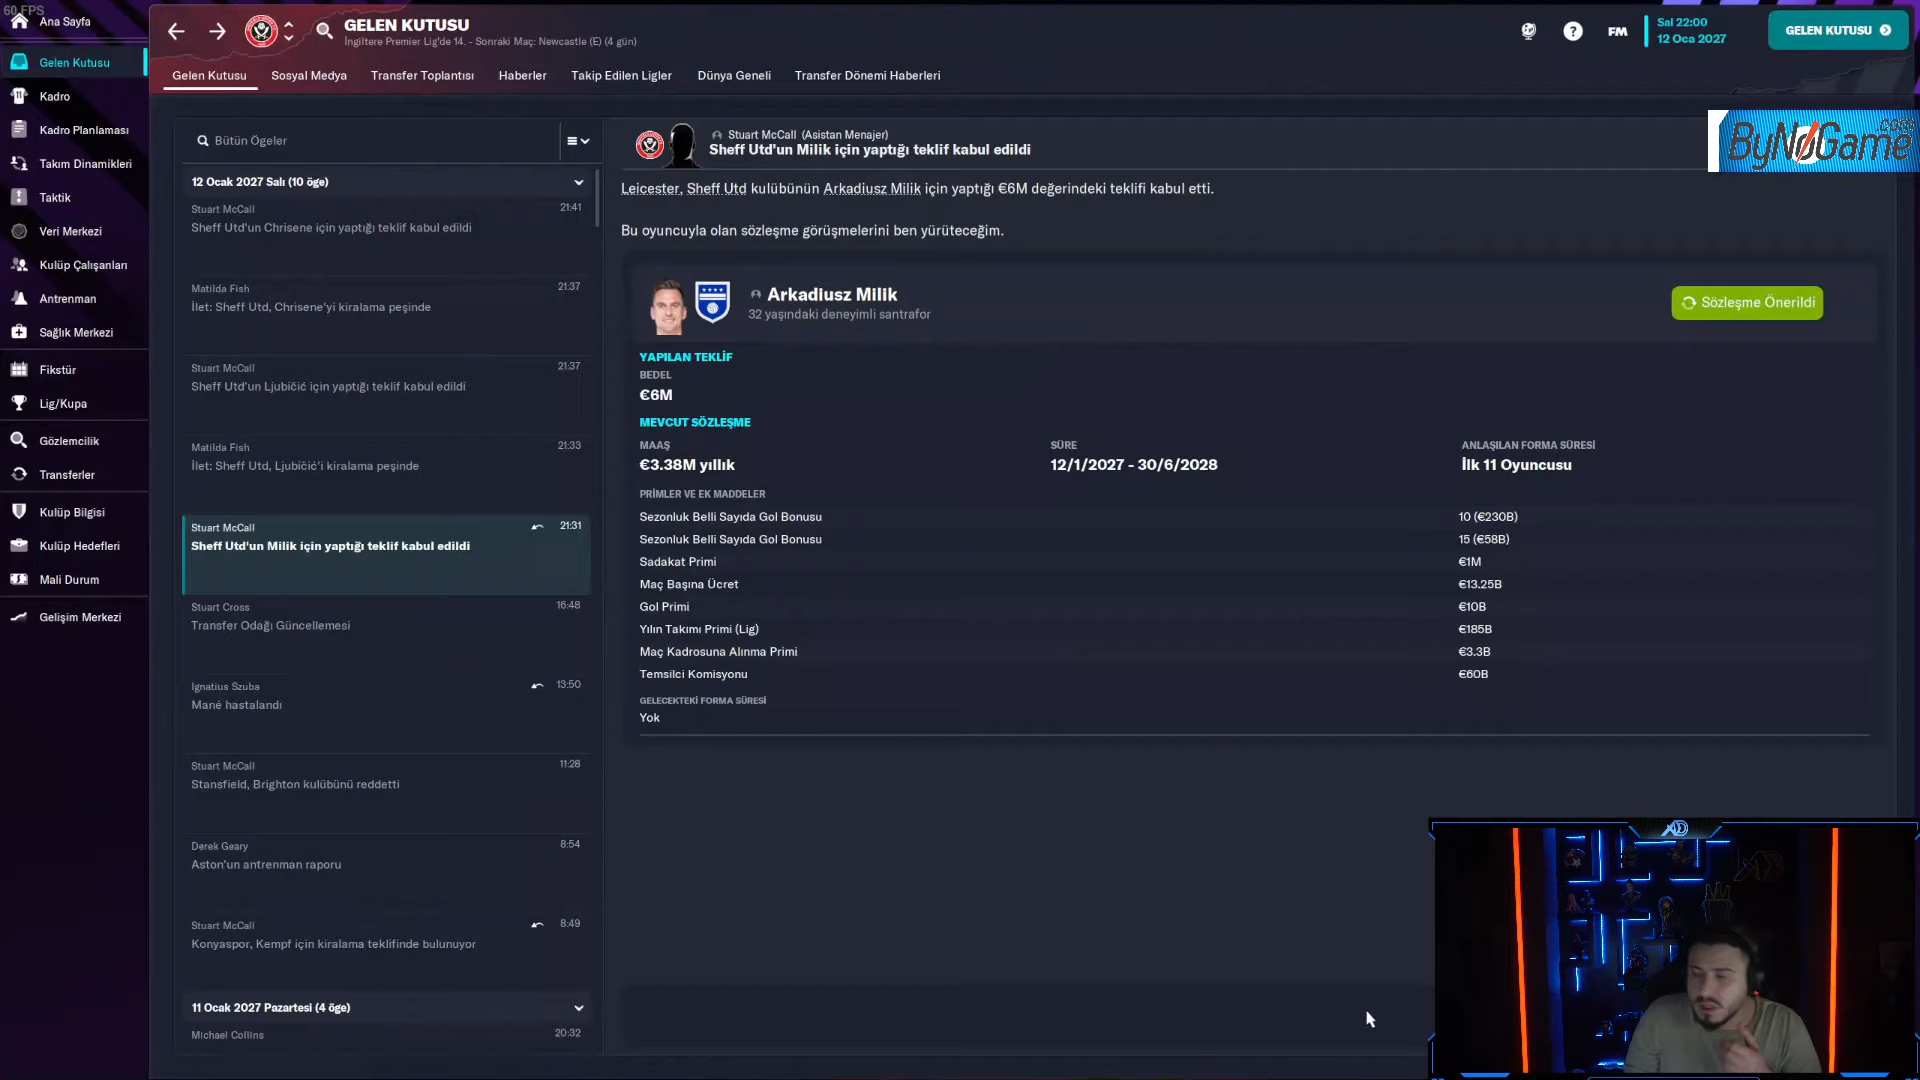 60 FPS
Ana Sayfa
Gelen Kutusu
Kadro
Kadro Planlaması
Takım Dinamikleri
Taktik
Veri Merkezi
Kulüp Çalışanları
Antrenman
Sağlık Merkezi
Fikstür
Lig/Kupa
Gözlemcilik
Transferler
Kulüp Bilgisi
Kulüp Hedefleri
Mali Durum
Gelişim Merkezi
GELEN KUTUSU
İngiltere Premier Lig'de 14. - Sonraki Maç: Newcastle (E) (4 gün)
FM
Sal 22:00
12 Oca 2027
GELEN KUTUSU
Gelen Kutusu Sosyal Medya Transfer Toplantısı Haberler Takip Edilen Ligler Dünya Geneli Transfer Dönemi Haberleri
ByNoGame.com
Bütün Ögeler
12 Ocak 2027 Salı (10 öge)
Stuart McCall 21:41
Sheff Utd'un Chrisene için yaptığı teklif kabul edildi
Matilda Fish 21:37
İlet: Sheff Utd, Chrisene'yi kiralama peşinde
Stuart McCall 21:37
Sheff Utd'un Ljubičić için yaptığı teklif kabul edildi
Matilda Fish 21:33
İlet: Sheff Utd, Ljubičić'i kiralama peşinde
Stuart McCall 21:31
Sheff Utd'un Milik için yaptığı teklif kabul edildi
Stuart Cross 16:48
Transfer Odağı Güncellemesi
Ignatius Szuba 13:50
Mané hastalandı
Stuart McCall 11:28
Stansfield, Brighton kulübünü reddetti
Derek Geary 8:54
Aston'un antrenman raporu
Stuart McCall 8:49
Konyaspor, Kempf için kiralama teklifinde bulunuyor
11 Ocak 2027 Pazartesi (4 öge)
Michael Collins 20:32
Stuart McCall (Asistan Menajer)
Sheff Utd'un Milik için yaptığı teklif kabul edildi
Leicester, Sheff Utd kulübünün Arkadiusz Milik için yaptığı €6M değerindeki teklifi kabul etti.
Bu oyuncuyla olan sözleşme görüşmelerini ben yürüteceğim.
Arkadiusz Milik
32 yaşındaki deneyimli santrafor
Sözleşme Önerildi
YAPILAN TEKLİF
BEDEL
€6M
MEVCUT SÖZLEŞME
MAAŞ SÜRE ANLAŞILAN FORMA SÜRESİ
€3.38M yıllık 12/1/2027 - 30/6/2028 İlk 11 Oyuncusu
PRİMLER VE EK MADDELER
Sezonluk Belli Sayıda Gol Bonusu 10 (€230B)
Sezonluk Belli Sayıda Gol Bonusu 15 (€58B)
Sadakat Primi €1M
Maç Başına Ücret €13.25B
Gol Primi €10B
Yılın Takımı Primi (Lig) €185B
Maç Kadrosuna Alınma Primi €3.3B
Temsilci Komisyonu €60B
GELECEKTEKİ FORMA SÜRESİ
Yok